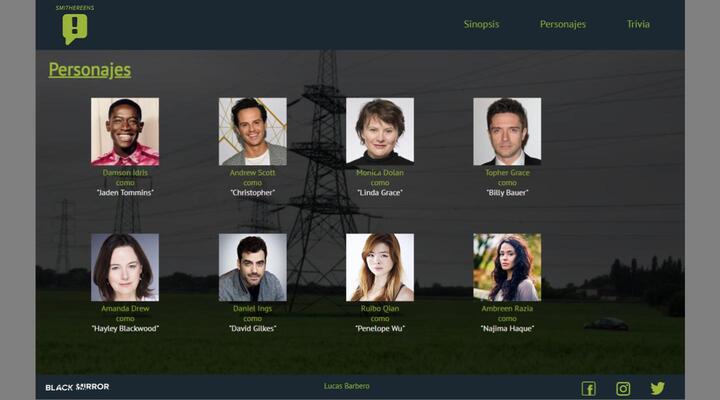 SMITHEREENS
Sinopsis
Personajes
Trivia
Personajes
Damson Idris
como
"Jaden Tommins"
Andrew Scott
como
"Christopher"
Monica Dolan
como
"Linda Grace"
Topher Grace
como
"Billy Bauer"
Amanda Drew
como
"Hayley Blackwood"
Daniel Ings
como
"David Gilkes"
Ruibo Qian
como
"Penelope Wu"
Ambreen Razia
como
"Najima Haque"
BLACK MIRROR
Lucas Barbero